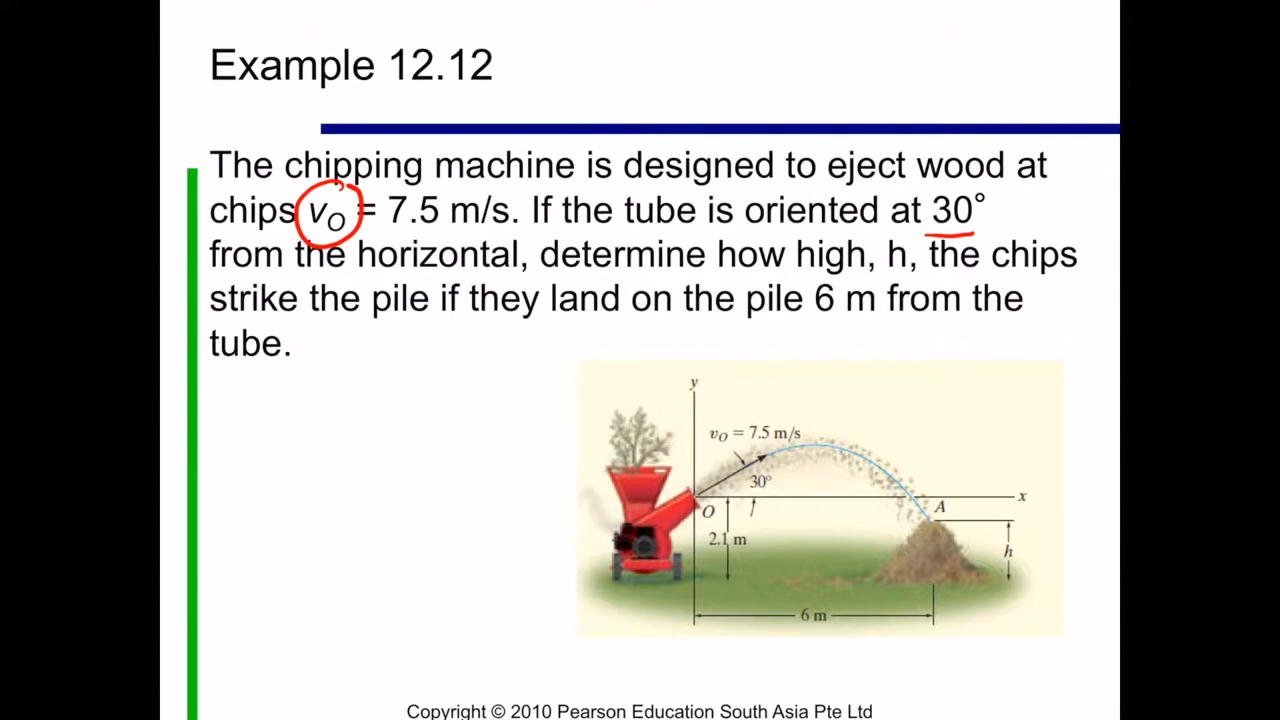 Example 12.12
The chipping machine is designed to eject wood at
chips vO = 7.5 m/s. If the tube is oriented at 30˚
from the horizontal, determine how high, h, the chips
strike the pile if they land on the pile 6 m from the
tube.
y
vO = 7.5 m/s
30°
x
O
A
2.1 m
h
6 m
Copyright © 2010 Pearson Education South Asia Pte Ltd